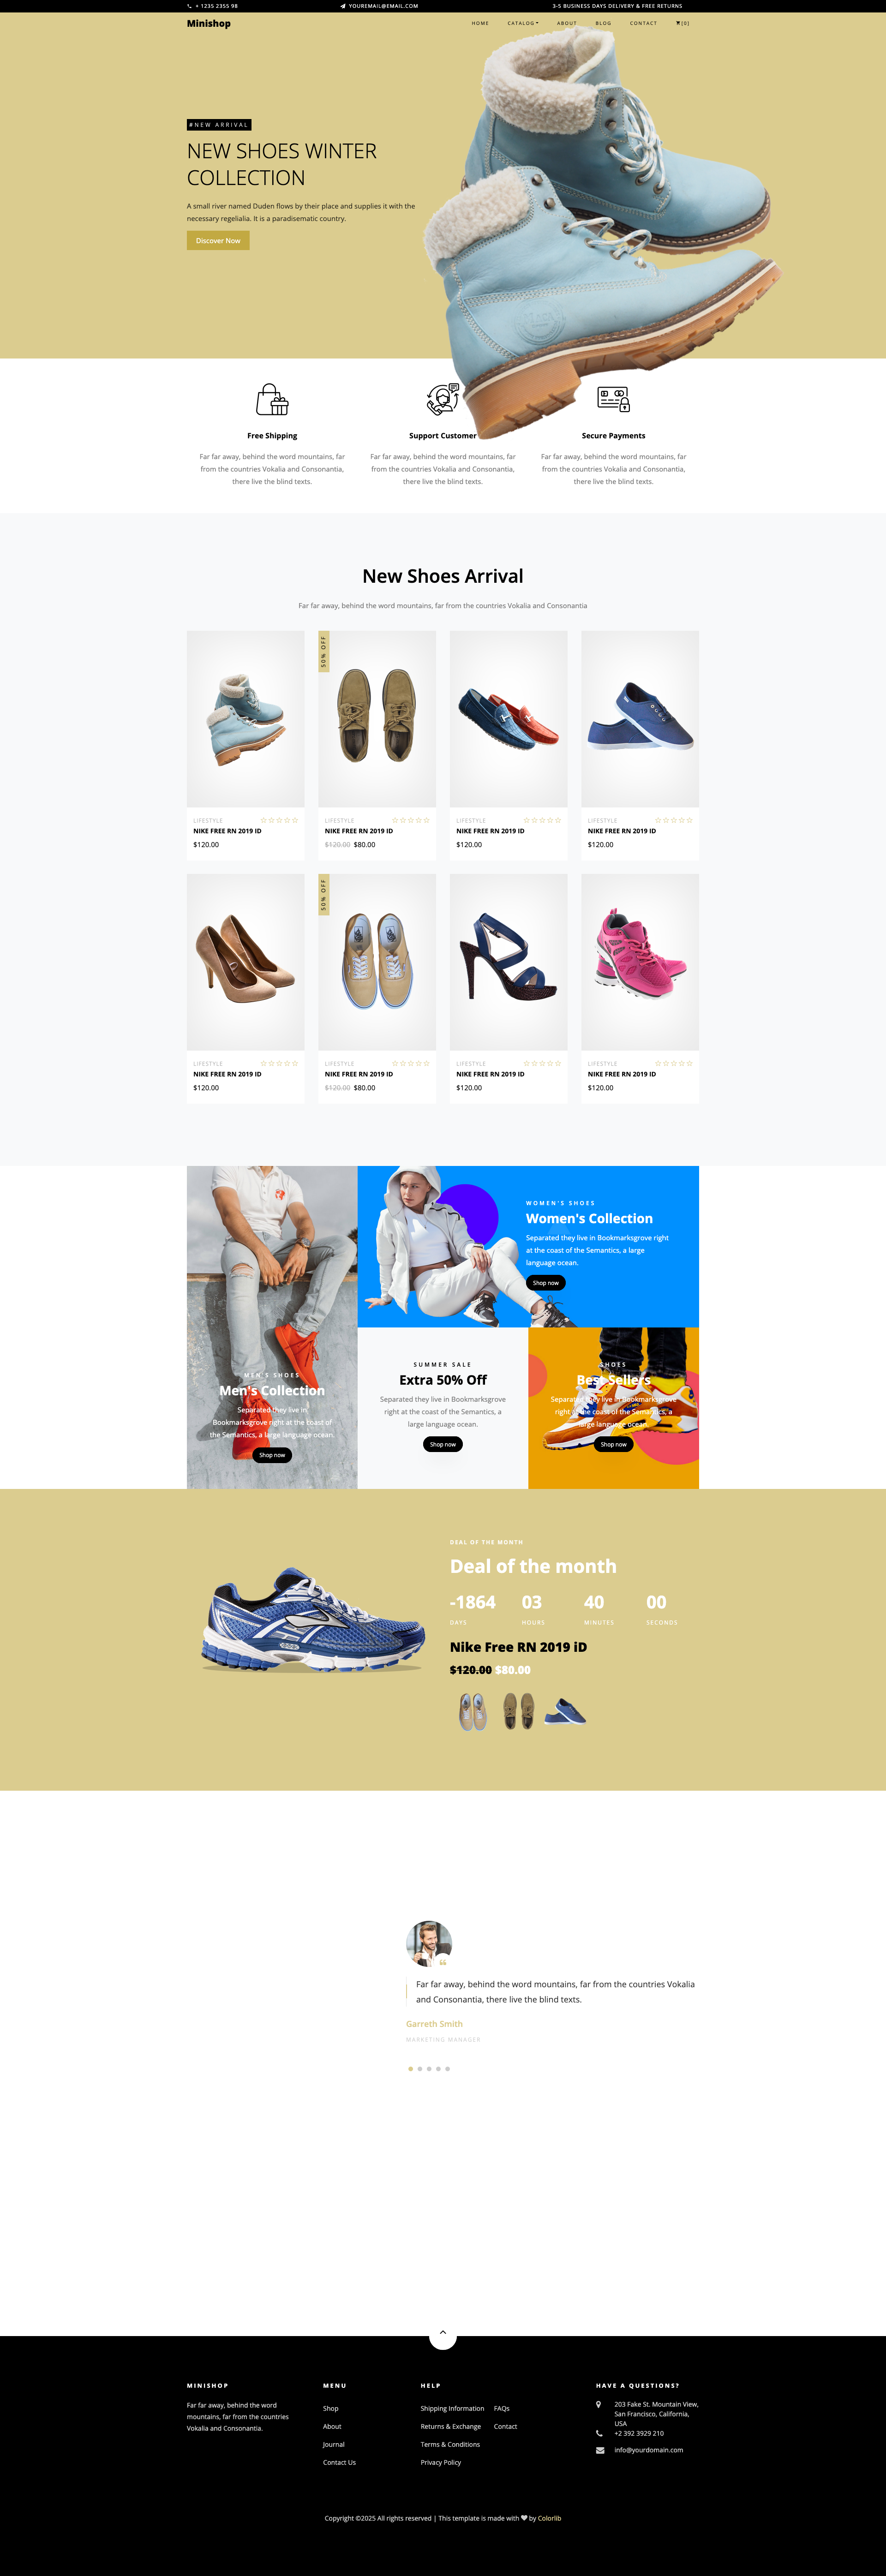 + 1235 2355 98
YOUREMAIL@EMAIL.COM
3-5 BUSINESS DAYS DELIVERY & FREE RETURNS
Minishop
HOME
CATALOG
ABOUT
BLOG
CONTACT
[0]
#NEW ARRIVAL
NEW SHOES WINTER
COLLECTION
A small river named Duden flows by their place and supplies it with the
necessary regelialia. It is a paradisematic country.
Discover Now
Free Shipping
Far far away, behind the word mountains, far
from the countries Vokalia and Consonantia,
there live the blind texts.
Support Customer
Far far away, behind the word mountains, far
from the countries Vokalia and Consonantia,
there live the blind texts.
Secure Payments
Far far away, behind the word mountains, far
from the countries Vokalia and Consonantia,
there live the blind texts.
New Shoes Arrival
Far far away, behind the word mountains, far from the countries Vokalia and Consonantia
LIFESTYLE
NIKE FREE RN 2019 ID
$120.00
50% OFF
LIFESTYLE
NIKE FREE RN 2019 ID
$120.00 $80.00
LIFESTYLE
NIKE FREE RN 2019 ID
$120.00
LIFESTYLE
NIKE FREE RN 2019 ID
$120.00
LIFESTYLE
NIKE FREE RN 2019 ID
$120.00
50% OFF
LIFESTYLE
NIKE FREE RN 2019 ID
$120.00 $80.00
LIFESTYLE
NIKE FREE RN 2019 ID
$120.00
LIFESTYLE
NIKE FREE RN 2019 ID
$120.00
MEN'S SHOES
Men's Collection
Separated they live in
Bookmarksgrove right at the coast of
the Semantics, a large language ocean.
Shop now
WOMEN'S SHOES
Women's Collection
Separated they live in Bookmarksgrove right
at the coast of the Semantics, a large
language ocean.
Shop now
SUMMER SALE
Extra 50% Off
Separated they live in Bookmarksgrove
right at the coast of the Semantics, a
large language ocean.
Shop now
SHOES
Best Sellers
Separated they live in Bookmarksgrove
right at the coast of the Semantics, a
large language ocean.
Shop now
DEAL OF THE MONTH
Deal of the month
-1864
DAYS
03
HOURS
40
MINUTES
00
SECONDS
Nike Free RN 2019 iD
$120.00 $80.00
Far far away, behind the word mountains, far from the countries Vokalia
and Consonantia, there live the blind texts.
Garreth Smith
MARKETING MANAGER
MINISHOP
Far far away, behind the word
mountains, far from the countries
Vokalia and Consonantia.
MENU
Shop
About
Journal
Contact Us
HELP
Shipping Information
Returns & Exchange
Terms & Conditions
Privacy Policy
FAQs
Contact
HAVE A QUESTIONS?
203 Fake St. Mountain View,
San Francisco, California,
USA
+2 392 3929 210
info@yourdomain.com
Copyright ©2025 All rights reserved | This template is made with ♥ by Colorlib